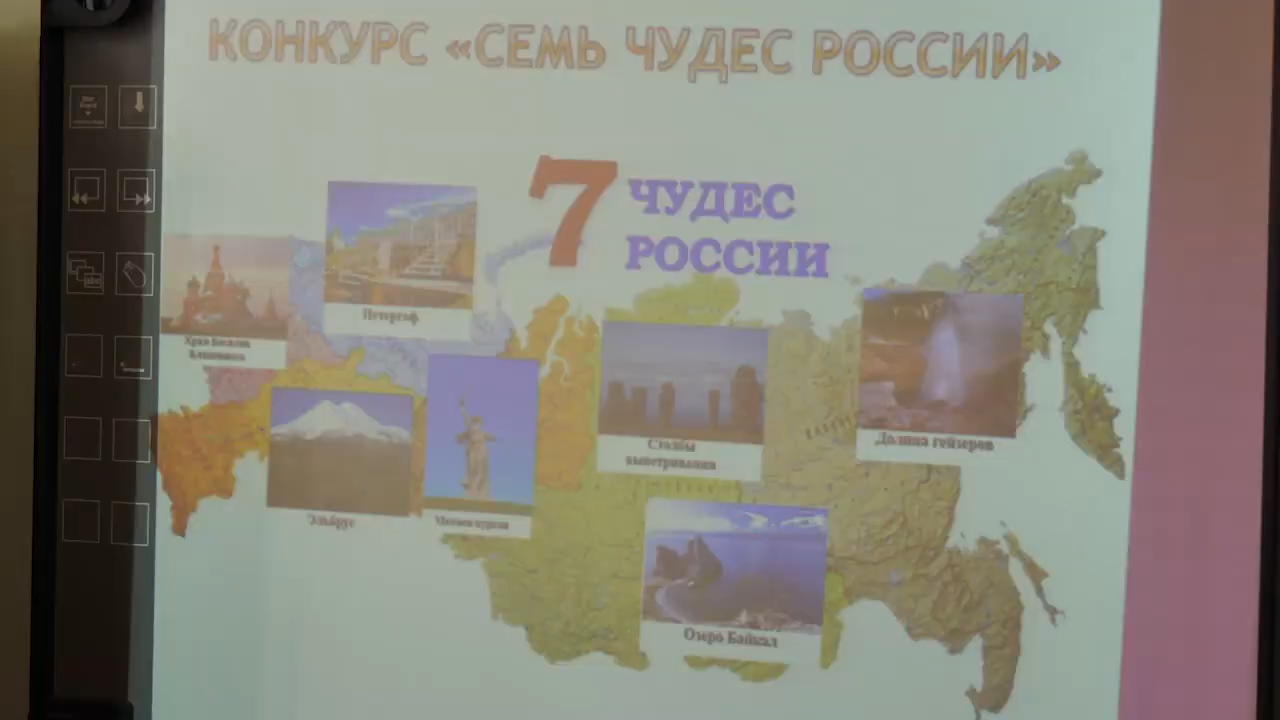 КОНКУРС «СЕМЬ ЧУДЕС РОССИИ»
7 ЧУДЕС
РОССИИ
Петергоф
Храм Василия
Блаженного
Столбы
выветривания
Долина гейзеров
Эльбрус
Мамаев курган
Озеро Байкал